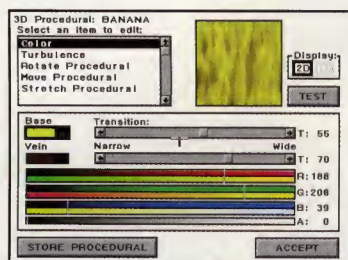 3D Procedural: BANANA
Select an item to edit:
Color
Turbulence
Rotate Procedural
Move Procedural
Stretch Procedural
Display:
2D
TEST
Base
Transition:
T: 55
Vein
Narrow
Wide
T: 70
R:188
G:206
B: 39
A: 0
STORE PROCEDURAL
ACCEPT